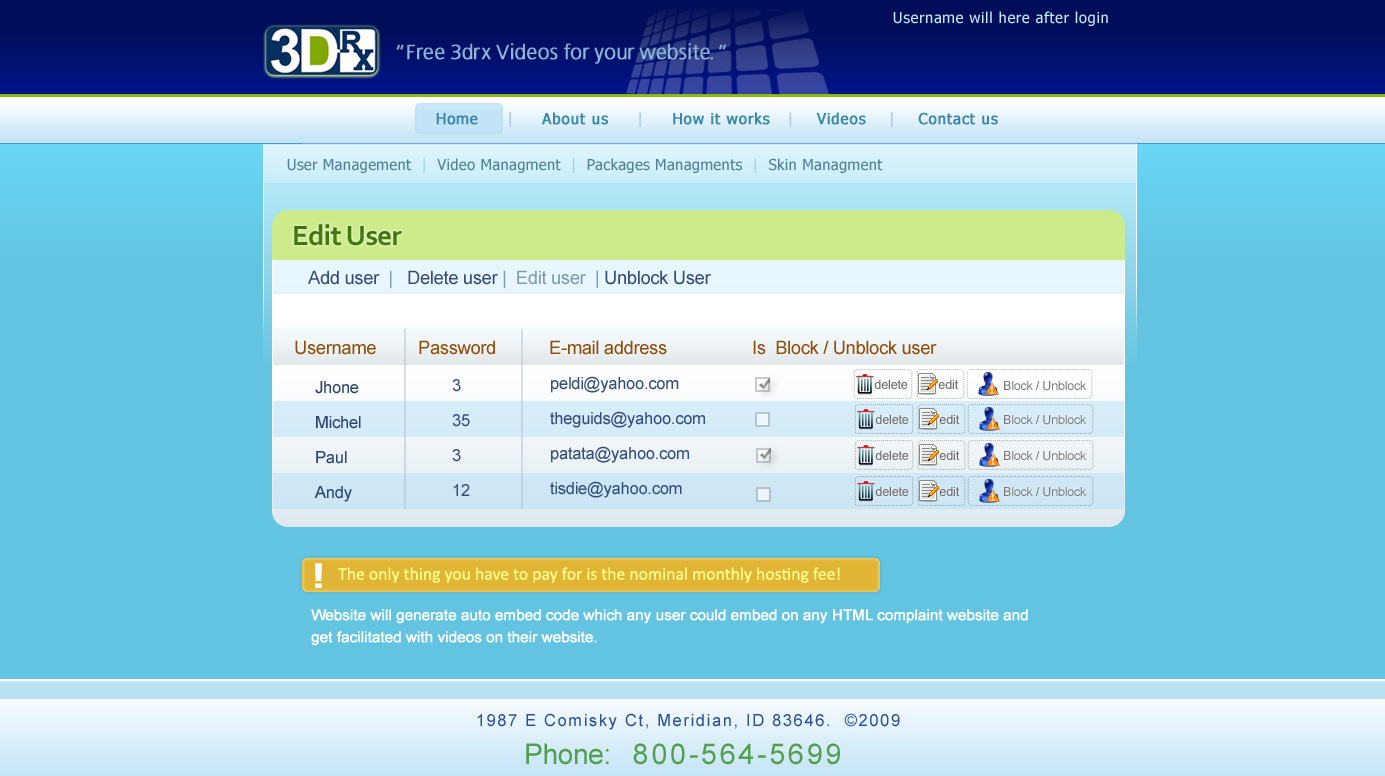 Username will here after login
3DRx
“Free 3drx Videos for your website.”
Home | About us | How it works | Videos | Contact us
User Management | Video Managment | Packages Managments | Skin Managment
Edit User
Add user | Delete user | Edit user | Unblock User
Username Password E-mail address Is Block / Unblock user
Jhone 3 peldi@yahoo.com delete edit Block / Unblock
Michel 35 theguids@yahoo.com delete edit Block / Unblock
Paul 3 patata@yahoo.com delete edit Block / Unblock
Andy 12 tisdie@yahoo.com delete edit Block / Unblock
! The only thing you have to pay for is the nominal monthly hosting fee!
Website will generate auto embed code which any user could embed on any HTML complaint website and
get facilitated with videos on their website.
1987 E Comisky Ct, Meridian, ID 83646. ©2009
Phone: 800-564-5699